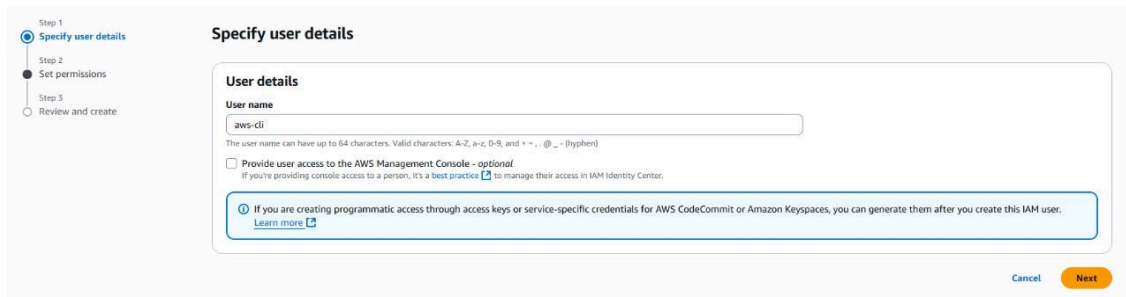 Step 1
Specify user details
Step 2
Set permissions
Step 3
Review and create
Specify user details
User details
User name
aws-cli
The user name can have up to 64 characters. Valid characters: A-Z, a-z, 0-9, and + = , . @ _ - (hyphen)
Provide user access to the AWS Management Console - optional
If you're providing console access to a person, it's a best practice to manage their access in IAM Identity Center.
If you are creating programmatic access through access keys or service-specific credentials for AWS CodeCommit or Amazon Keyspaces, you can generate them after you create this IAM user.
Learn more
Cancel
Next